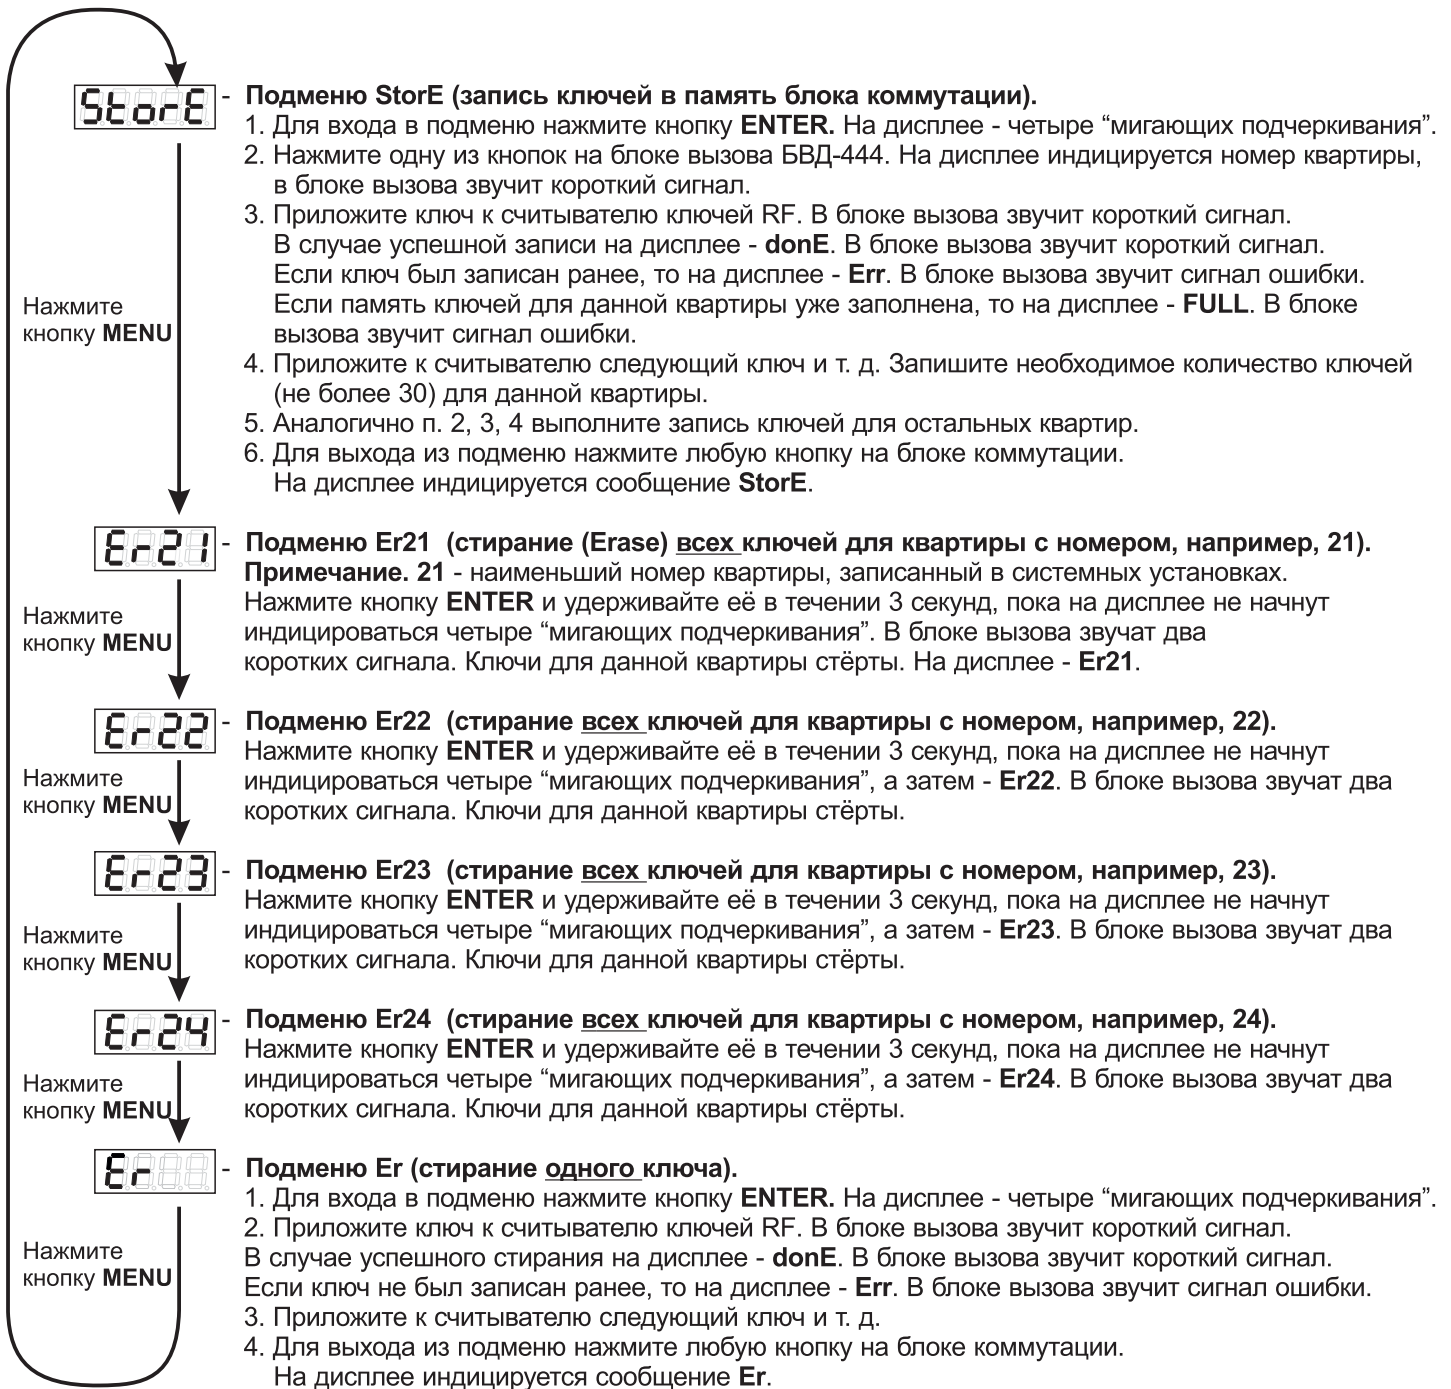 StorE - Подменю StorE (запись ключей в память блока коммутации).
1. Для входа в подменю нажмите кнопку ENTER. На дисплее - четыре “мигающих подчеркивания”.
2. Нажмите одну из кнопок на блоке вызова БВД-444. На дисплее индицируется номер квартиры,
в блоке вызова звучит короткий сигнал.
3. Приложите ключ к считывателю ключей RF. В блоке вызова звучит короткий сигнал.
В случае успешной записи на дисплее - donE. В блоке вызова звучит короткий сигнал.
Если ключ был записан ранее, то на дисплее - Err. В блоке вызова звучит сигнал ошибки.
Если память ключей для данной квартиры уже заполнена, то на дисплее - FULL. В блоке
вызова звучит сигнал ошибки.
4. Приложите к считывателю следующий ключ и т. д. Запишите необходимое количество ключей
(не более 30) для данной квартиры.
5. Аналогично п. 2, 3, 4 выполните запись ключей для остальных квартир.
6. Для выхода из подменю нажмите любую кнопку на блоке коммутации.
На дисплее индицируется сообщение StorE.
Нажмите
кнопку MENU
Er21 - Подменю Er21 (стирание (Erase) всех ключей для квартиры с номером, например, 21).
Примечание. 21 - наименьший номер квартиры, записанный в системных установках.
Нажмите кнопку ENTER и удерживайте её в течении 3 секунд, пока на дисплее не начнут
индицироваться четыре “мигающих подчеркивания”. В блоке вызова звучат два
коротких сигнала. Ключи для данной квартиры стёрты. На дисплее - Er21.
Нажмите
кнопку MENU
Er22 - Подменю Er22 (стирание всех ключей для квартиры с номером, например, 22).
Нажмите кнопку ENTER и удерживайте её в течении 3 секунд, пока на дисплее не начнут
индицироваться четыре “мигающих подчеркивания”, а затем - Er22. В блоке вызова звучат два
коротких сигнала. Ключи для данной квартиры стёрты.
Нажмите
кнопку MENU
Er23 - Подменю Er23 (стирание всех ключей для квартиры с номером, например, 23).
Нажмите кнопку ENTER и удерживайте её в течении 3 секунд, пока на дисплее не начнут
индицироваться четыре “мигающих подчеркивания”, а затем - Er23. В блоке вызова звучат два
коротких сигнала. Ключи для данной квартиры стёрты.
Нажмите
кнопку MENU
Er24 - Подменю Er24 (стирание всех ключей для квартиры с номером, например, 24).
Нажмите кнопку ENTER и удерживайте её в течении 3 секунд, пока на дисплее не начнут
индицироваться четыре “мигающих подчеркивания”, а затем - Er24. В блоке вызова звучат два
коротких сигнала. Ключи для данной квартиры стёрты.
Нажмите
кнопку MENU
Er - Подменю Er (стирание одного ключа).
1. Для входа в подменю нажмите кнопку ENTER. На дисплее - четыре “мигающих подчеркивания”.
2. Приложите ключ к считывателю ключей RF. В блоке вызова звучит короткий сигнал.
В случае успешного стирания на дисплее - donE. В блоке вызова звучит короткий сигнал.
Если ключ не был записан ранее, то на дисплее - Err. В блоке вызова звучит сигнал ошибки.
3. Приложите к считывателю следующий ключ и т. д.
4. Для выхода из подменю нажмите любую кнопку на блоке коммутации.
На дисплее индицируется сообщение Er.
Нажмите
кнопку MENU